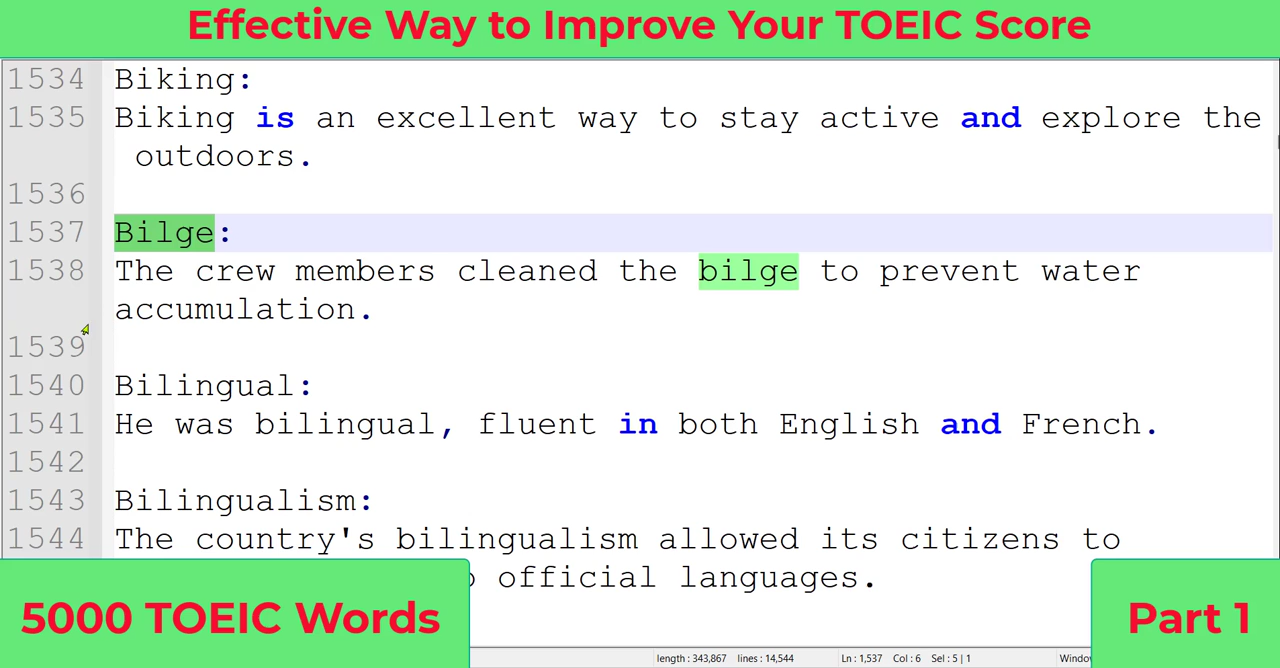 Effective Way to Improve Your TOEIC Score
1534 Biking:
1535 Biking is an excellent way to stay active and explore the
outdoors.
1536
1537 Bilge:
1538 The crew members cleaned the bilge to prevent water
accumulation.
1539
1540 Bilingual:
1541 He was bilingual, fluent in both English and French.
1542
1543 Bilingualism:
1544 The country's bilingualism allowed its citizens to
official languages.
5000 TOEIC Words
Part 1
length : 343,867 lines : 14,544 Ln : 1,537 Col : 6 Sel : 5 | 1